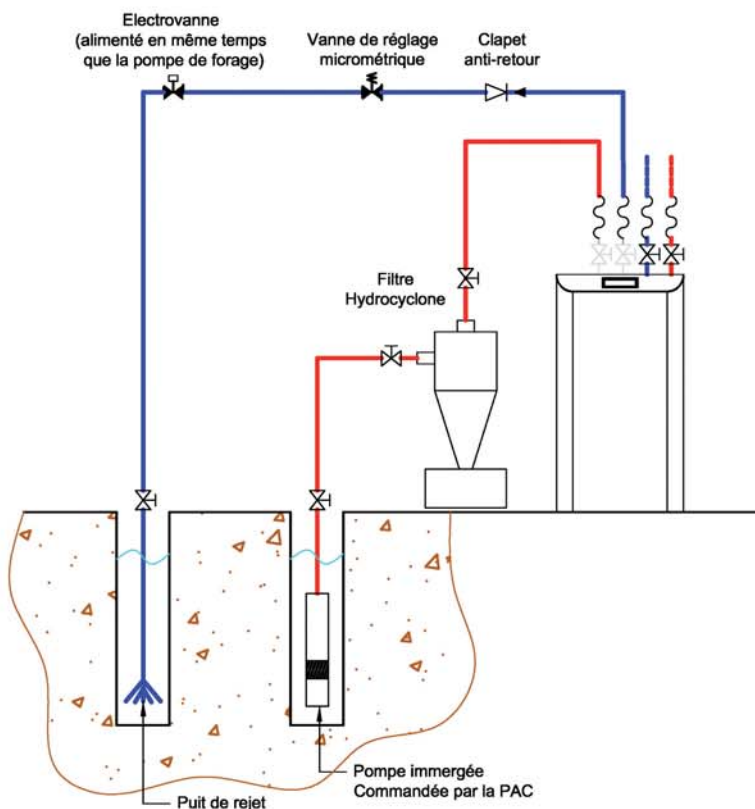 Electrovanne
(alimenté en même temps
que la pompe de forage)
Vanne de réglage
micrométrique
Clapet
anti-retour
Filtre
Hydrocyclone
Pompe immergée
Commandée par la PAC
Puit de rejet